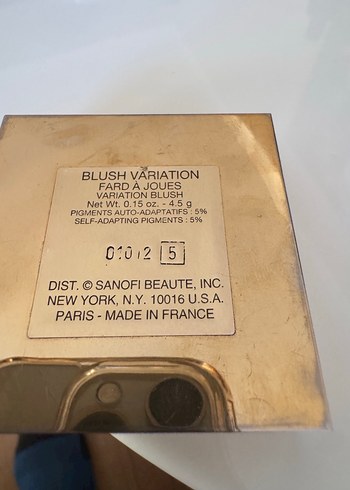 BLUSH VARIATION
FARD À JOUES
VARIATION BLUSH
Net Wt. 0.15 oz. - 4.5 g
PIGMENTS AUTO-ADAPTATIFS : 5%
SELF-ADAPTING PIGMENTS : 5%
5
DIST. © SANOFI BEAUTE, INC.
NEW YORK, N.Y. 10016 U.S.A.
PARIS - MADE IN FRANCE